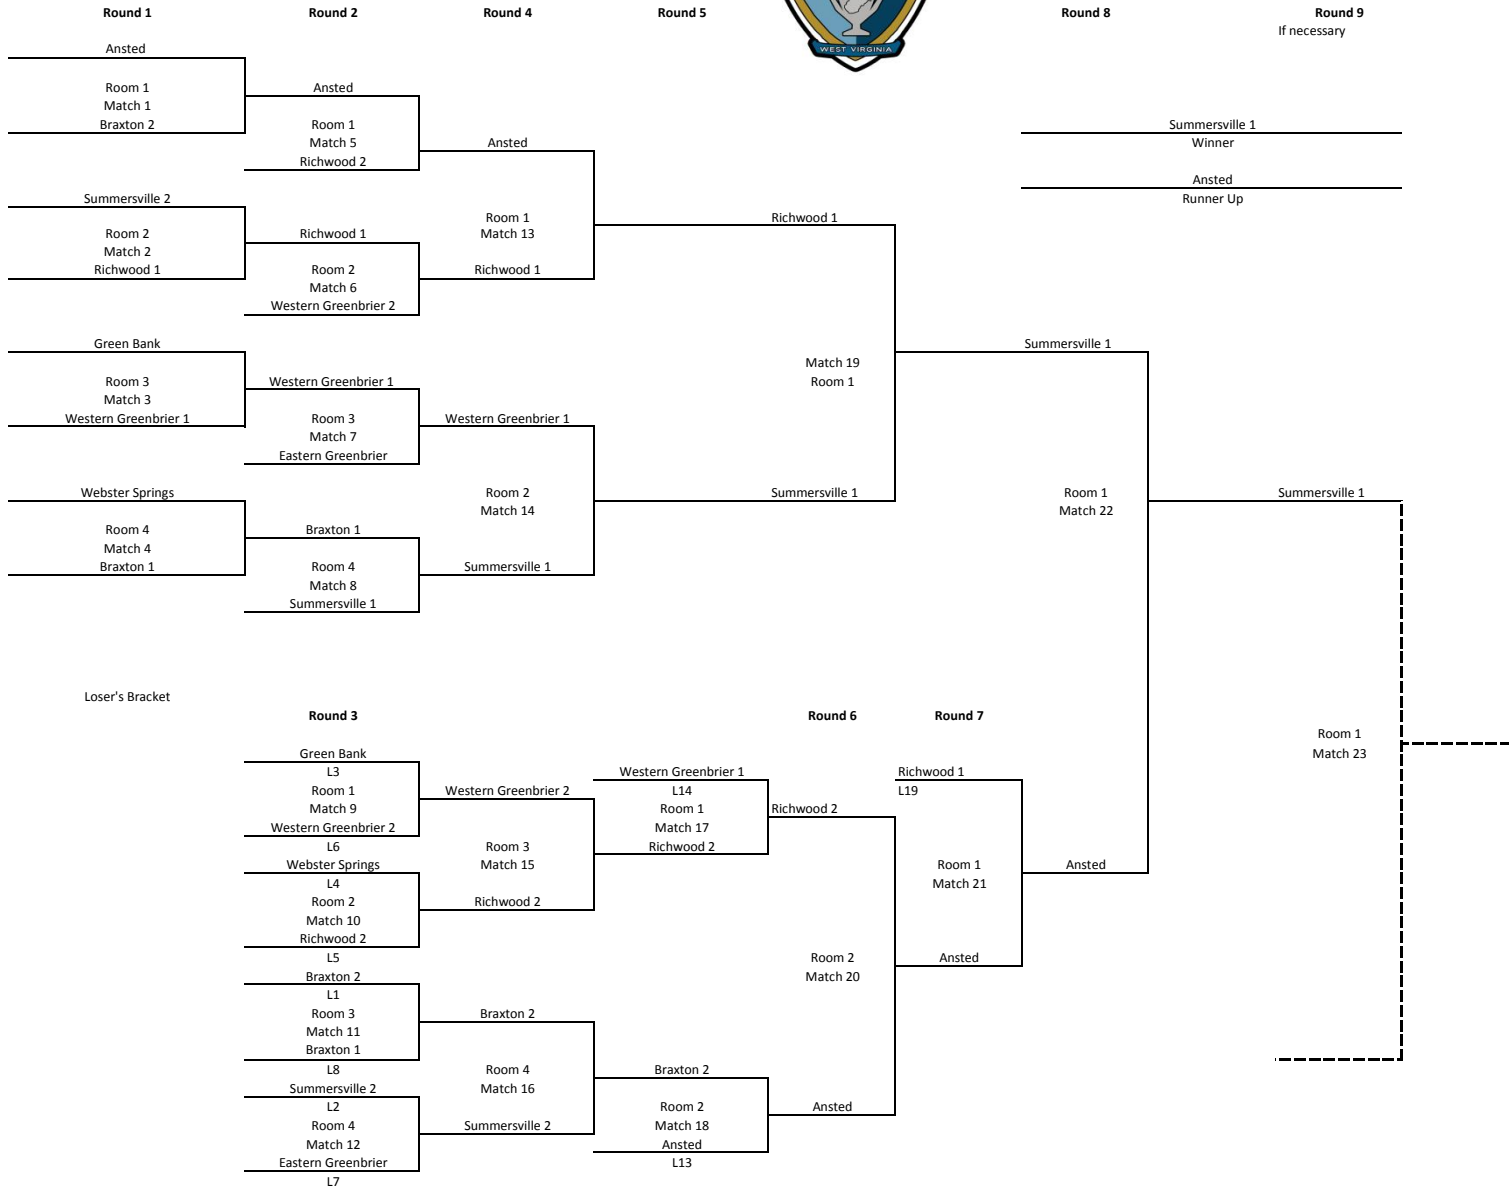 Round 1 Round 2 Round 4 Round 5 Round 8 Round 9
If necessary
WEST VIRGINIA
Ansted
Room 1
Match 1
Braxton 2
Ansted
Room 1
Match 5
Richwood 2
Ansted
Summersville 1
Winner
Ansted
Runner Up
Summersville 2
Room 2
Match 2
Richwood 1
Richwood 1
Room 2
Match 6
Western Greenbrier 2
Room 1
Match 13
Richwood 1
Richwood 1
Green Bank
Room 3
Match 3
Western Greenbrier 1
Western Greenbrier 1
Room 3
Match 7
Eastern Greenbrier
Western Greenbrier 1
Match 19
Room 1
Summersville 1
Webster Springs
Room 4
Match 4
Braxton 1
Braxton 1
Room 4
Match 8
Summersville 1
Room 2
Match 14
Summersville 1
Summersville 1
Room 1
Match 22
Summersville 1
Loser's Bracket
Round 3 Round 6 Round 7
Green Bank
L3
Room 1
Match 9
Western Greenbrier 2
L6
Webster Springs
L4
Room 2
Match 10
Richwood 2
L5
Braxton 2
L1
Room 3
Match 11
Braxton 1
L8
Summersville 2
L2
Room 4
Match 12
Eastern Greenbrier
L7
Western Greenbrier 2
Room 3
Match 15
Richwood 2
Braxton 2
Room 4
Match 16
Summersville 2
Western Greenbrier 1
L14
Room 1
Match 17
Richwood 2
Braxton 2
Room 2
Match 18
Ansted
L13
Richwood 2
Room 2
Match 20
Ansted
Richwood 1
L19
Room 1
Match 21
Ansted
Ansted
Room 1
Match 23